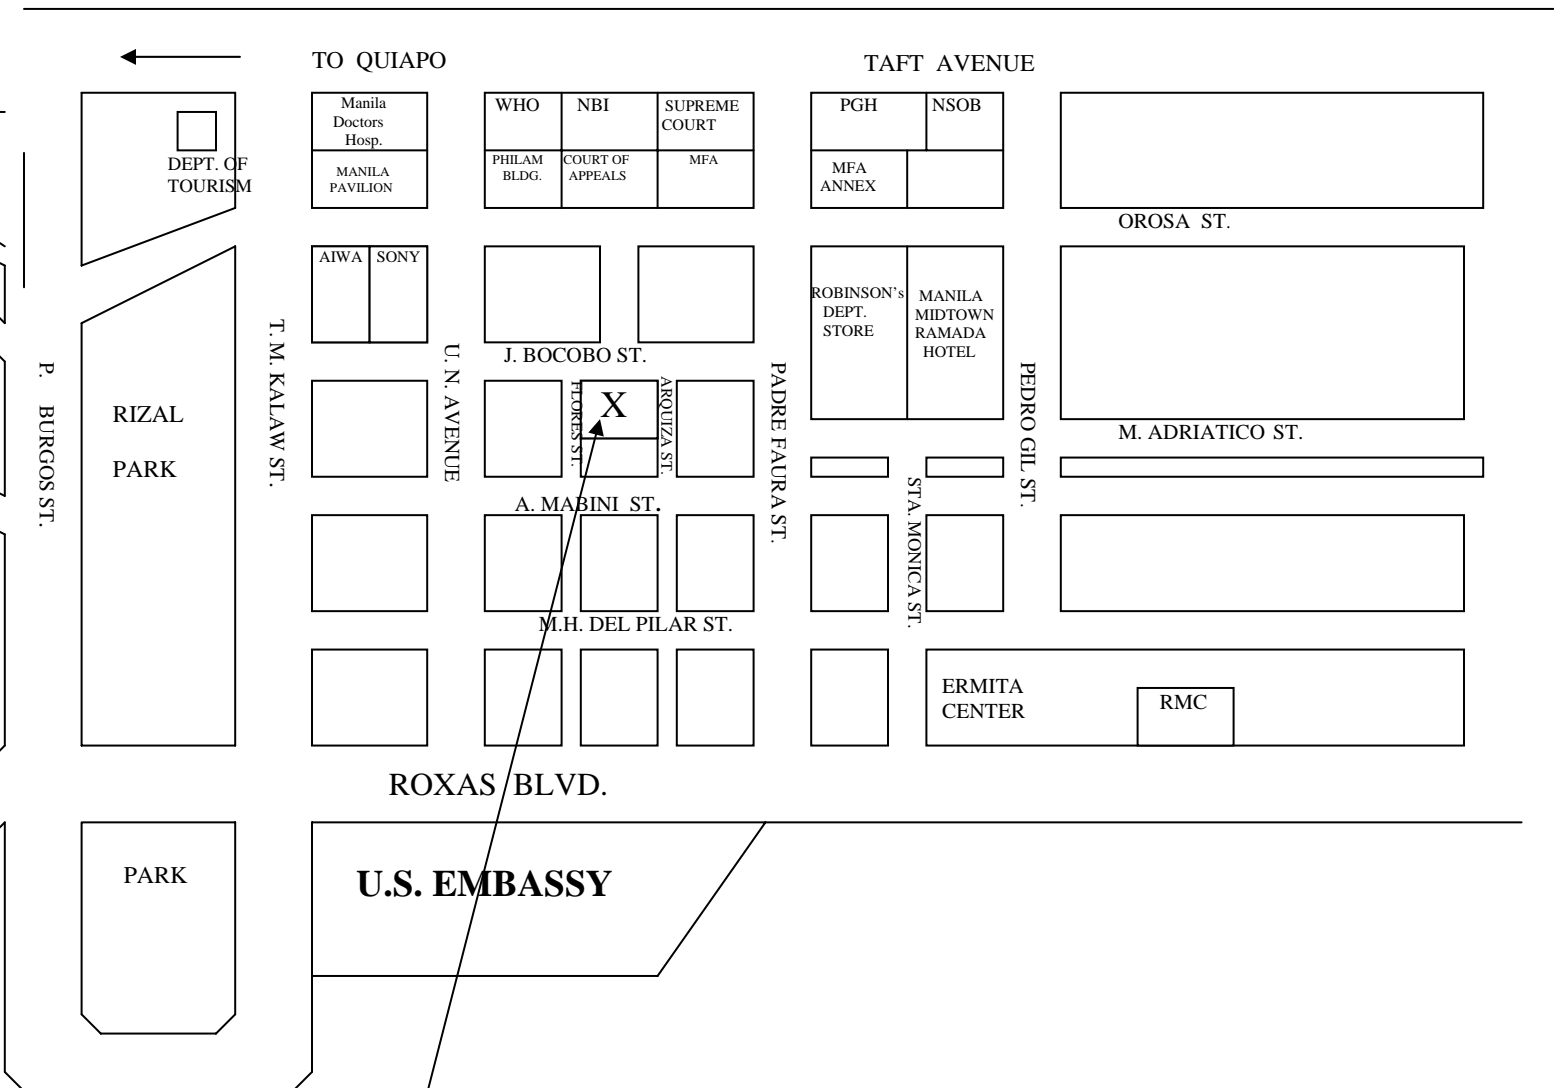 TO QUIAPO
TAFT AVENUE
Manila
Doctors
Hosp.
MANILA
PAVILION
WHO
NBI
SUPREME
COURT
PHILAM
BLDG.
COURT OF
APPEALS
MFA
PGH
NSOB
MFA
ANNEX
DEPT. OF
TOURISM
OROSA ST.
AIWA
SONY
ROBINSON's
DEPT.
STORE
MANILA
MIDTOWN
RAMADA
HOTEL
J. BOCOBO ST.
P. BURGOS ST.
RIZAL
PARK
T. M. KALAW ST.
U. N. AVENUE
FLORES ST.
X
ARQUIZA ST.
PADRE FAURA ST.
PEDRO GIL ST.
M. ADRIATICO ST.
A. MABINI ST.
STA. MONICA ST.
M.H. DEL PILAR ST.
ERMITA
CENTER
RMC
ROXAS BLVD.
PARK
U.S. EMBASSY